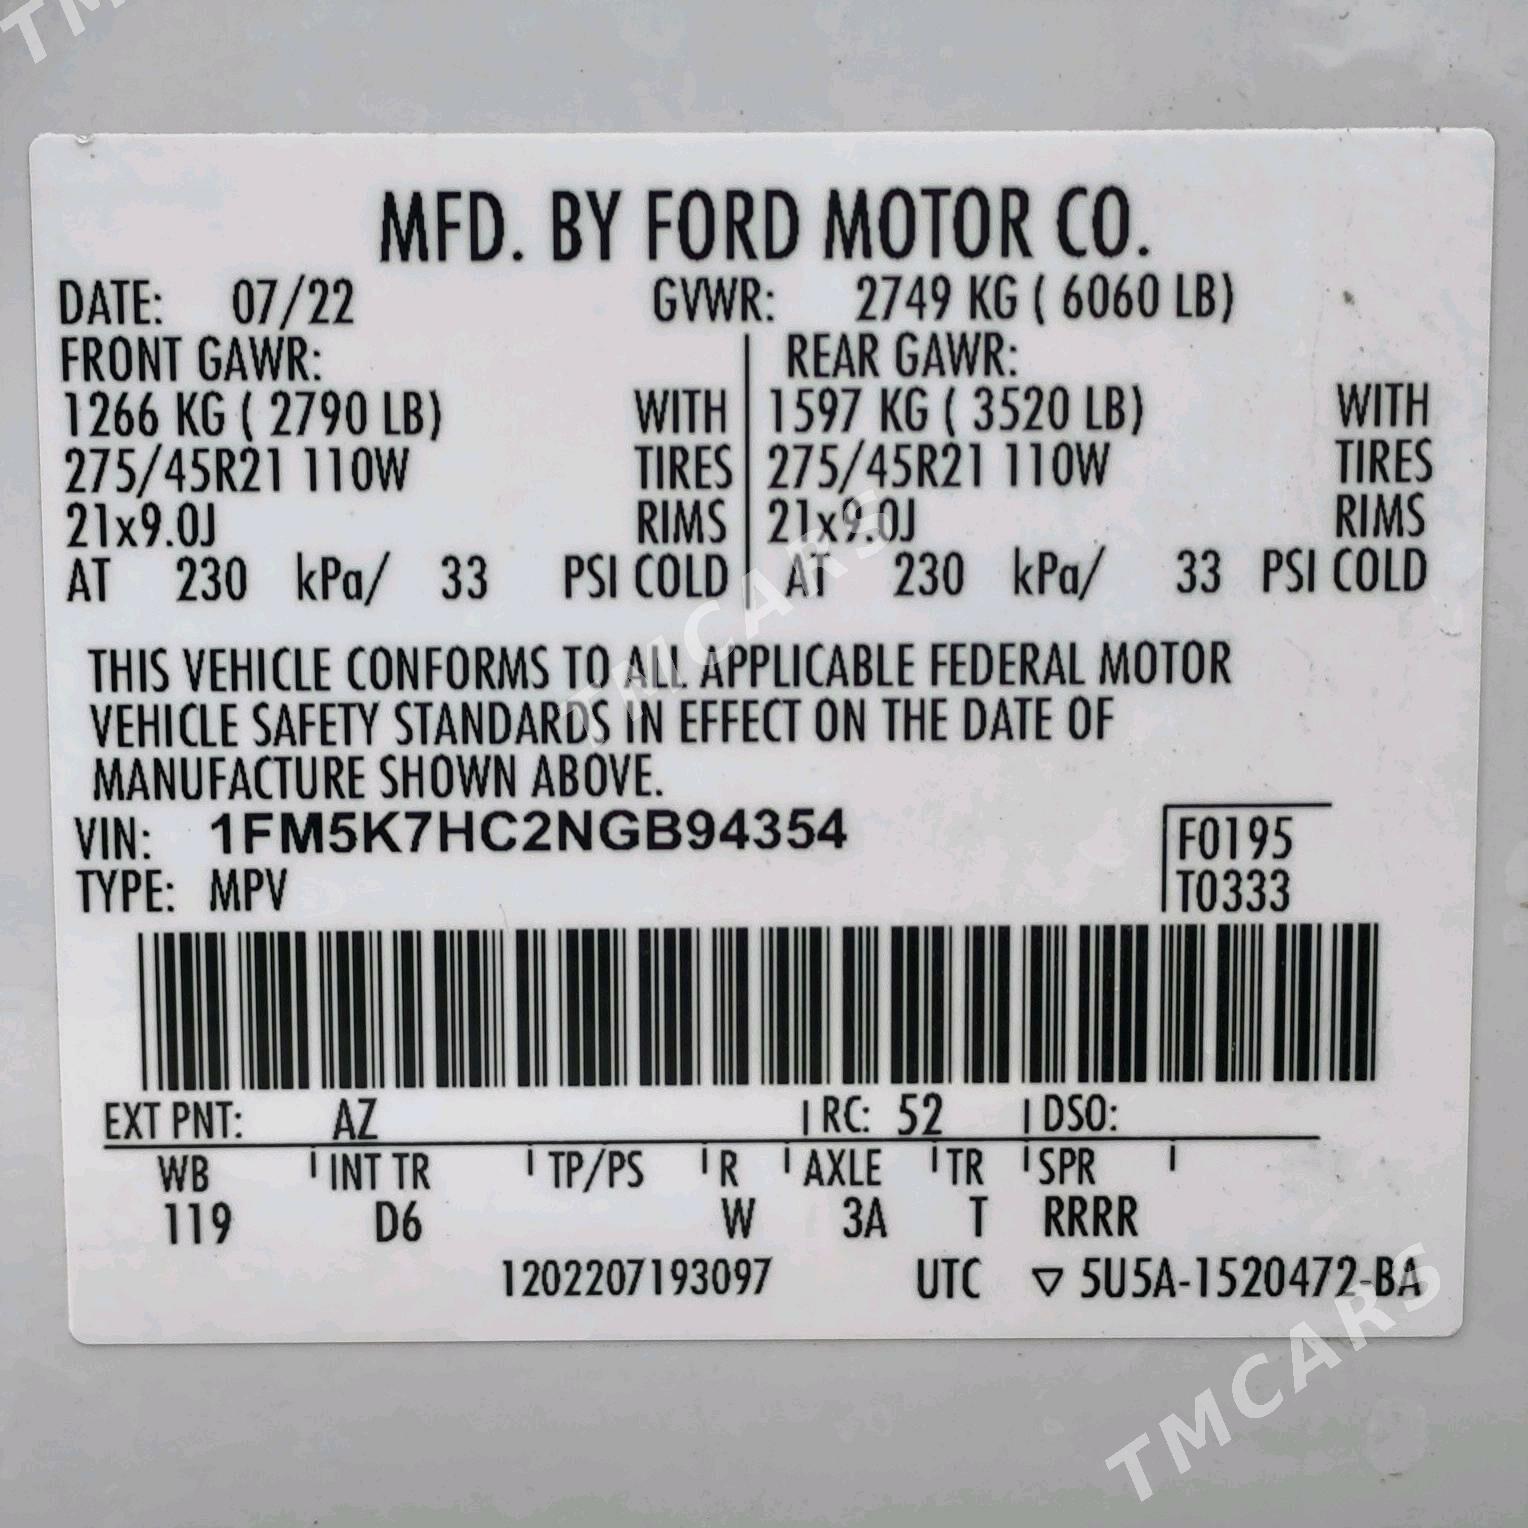 MFD. BY FORD MOTOR CO.
DATE: 07/22 GVWR: 2749 KG ( 6060 LB)
FRONT GAWR: REAR GAWR:
1266 KG ( 2790 LB) WITH 1597 KG ( 3520 LB) WITH
275/45R21 110W TIRES 275/45R21 110W TIRES
21x9.0J RIMS 21x9.0J RIMS
AT 230 kPa/ 33 PSI COLD AT 230 kPa/ 33 PSI COLD
THIS VEHICLE CONFORMS TO ALL APPLICABLE FEDERAL MOTOR
VEHICLE SAFETY STANDARDS IN EFFECT ON THE DATE OF
MANUFACTURE SHOWN ABOVE.
VIN: 1FM5K7HC2NGB94354 F0195
TYPE: MPV T0333
EXT PNT: AZ RC: 52 DSO:
WB INT TR TP/PS R AXLE TR SPR
119 D6 W 3A T RRRR
1202207193097 UTC ▽ 5U5A-1520472-BA
TMCARS
TMCARS